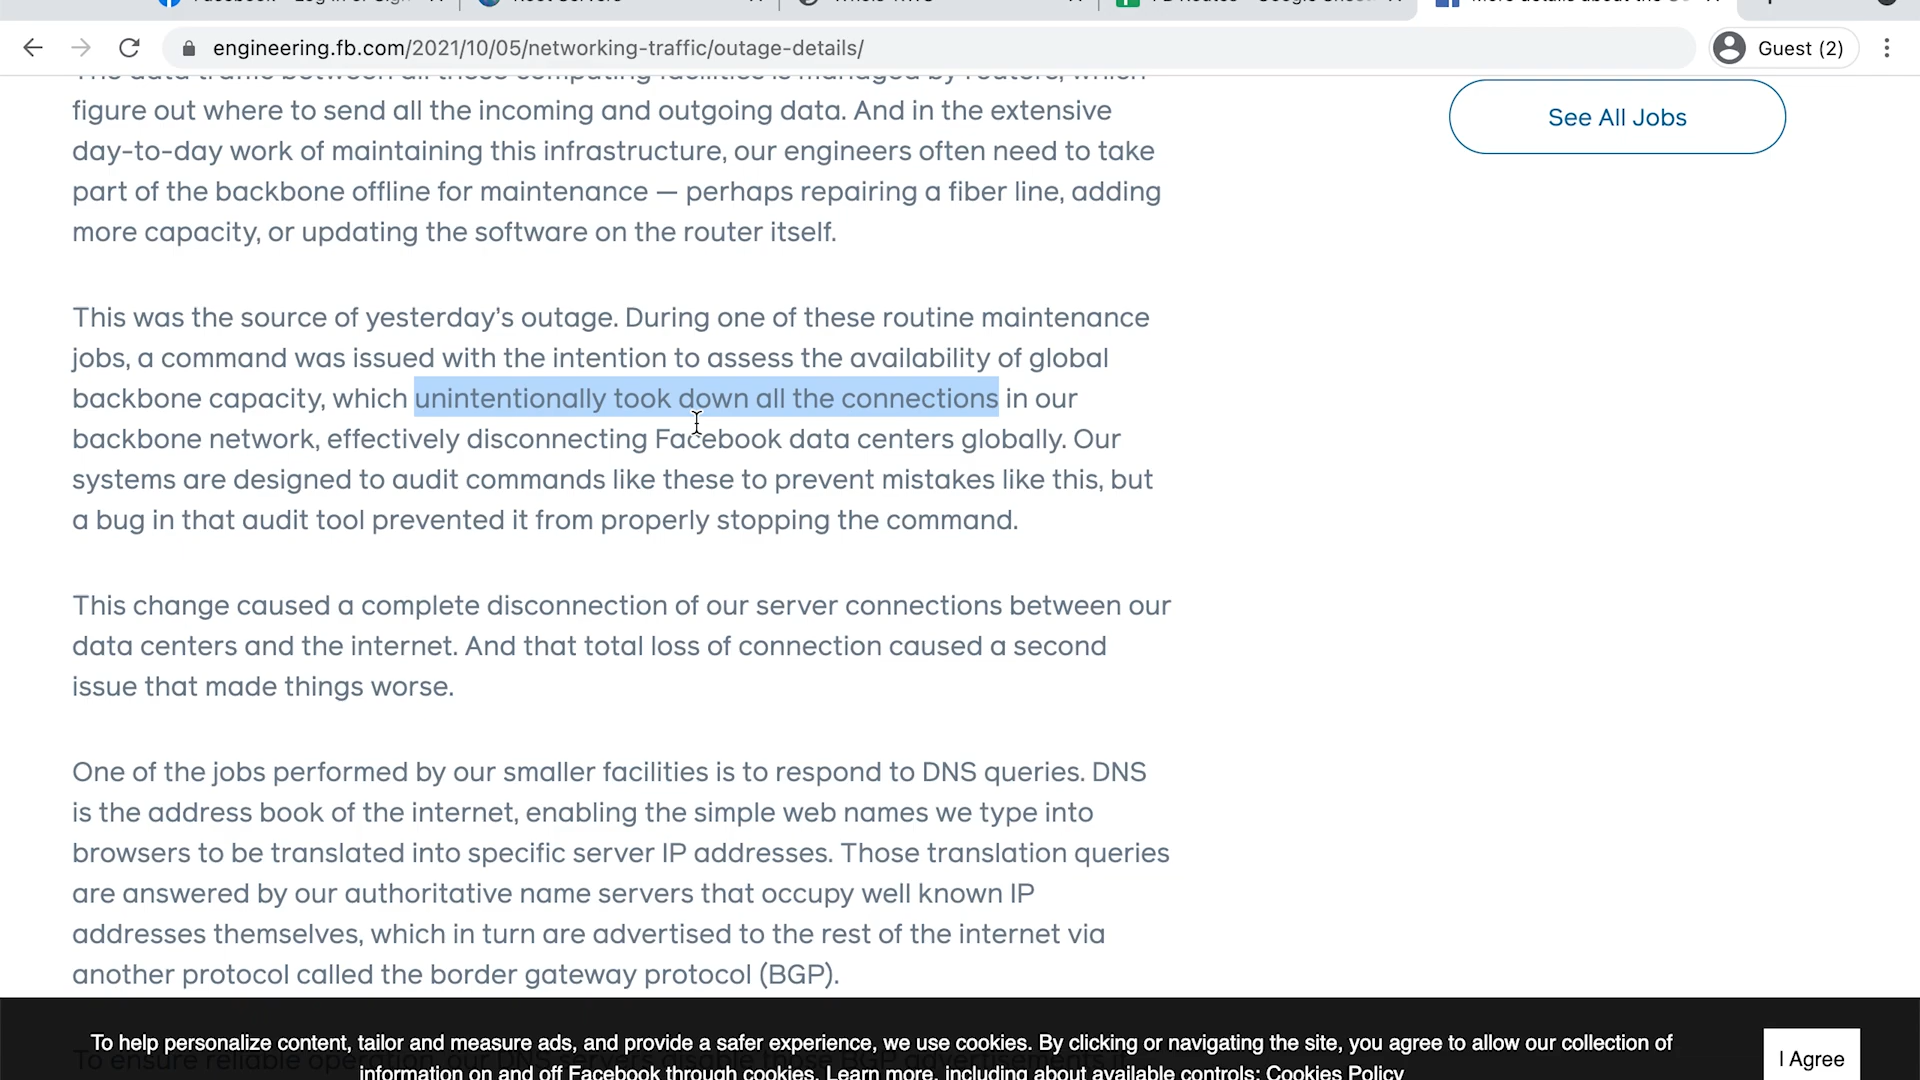 engineering.fb.com/2021/10/05/networking-traffic/outage-details/
Guest (2)
See All Jobs
figure out where to send all the incoming and outgoing data. And in the extensive
day-to-day work of maintaining this infrastructure, our engineers often need to take
part of the backbone offline for maintenance — perhaps repairing a fiber line, adding
more capacity, or updating the software on the router itself.
This was the source of yesterday’s outage. During one of these routine maintenance
jobs, a command was issued with the intention to assess the availability of global
backbone capacity, which unintentionally took down all the connections in our
backbone network, effectively disconnecting Facebook data centers globally. Our
systems are designed to audit commands like these to prevent mistakes like this, but
a bug in that audit tool prevented it from properly stopping the command.
This change caused a complete disconnection of our server connections between our
data centers and the internet. And that total loss of connection caused a second
issue that made things worse.
One of the jobs performed by our smaller facilities is to respond to DNS queries. DNS
is the address book of the internet, enabling the simple web names we type into
browsers to be translated into specific server IP addresses. Those translation queries
are answered by our authoritative name servers that occupy well known IP
addresses themselves, which in turn are advertised to the rest of the internet via
another protocol called the border gateway protocol (BGP).
To help personalize content, tailor and measure ads, and provide a safer experience, we use cookies. By clicking or navigating the site, you agree to allow our collection of
information on and off Facebook through cookies. Learn more, including about available controls: Cookies Policy
I Agree